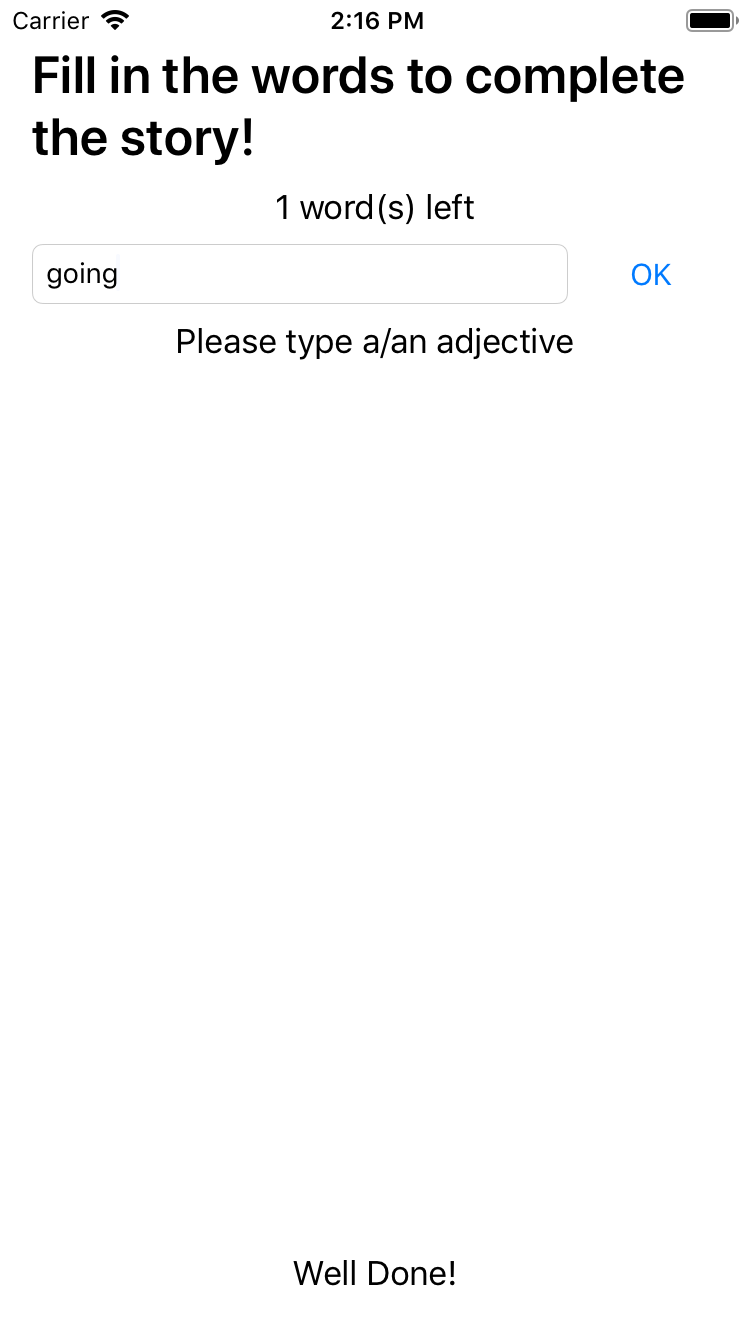 Carrier 2:16 PM
Fill in the words to complete
the story!
1 word(s) left
going OK
Please type a/an adjective
Well Done!